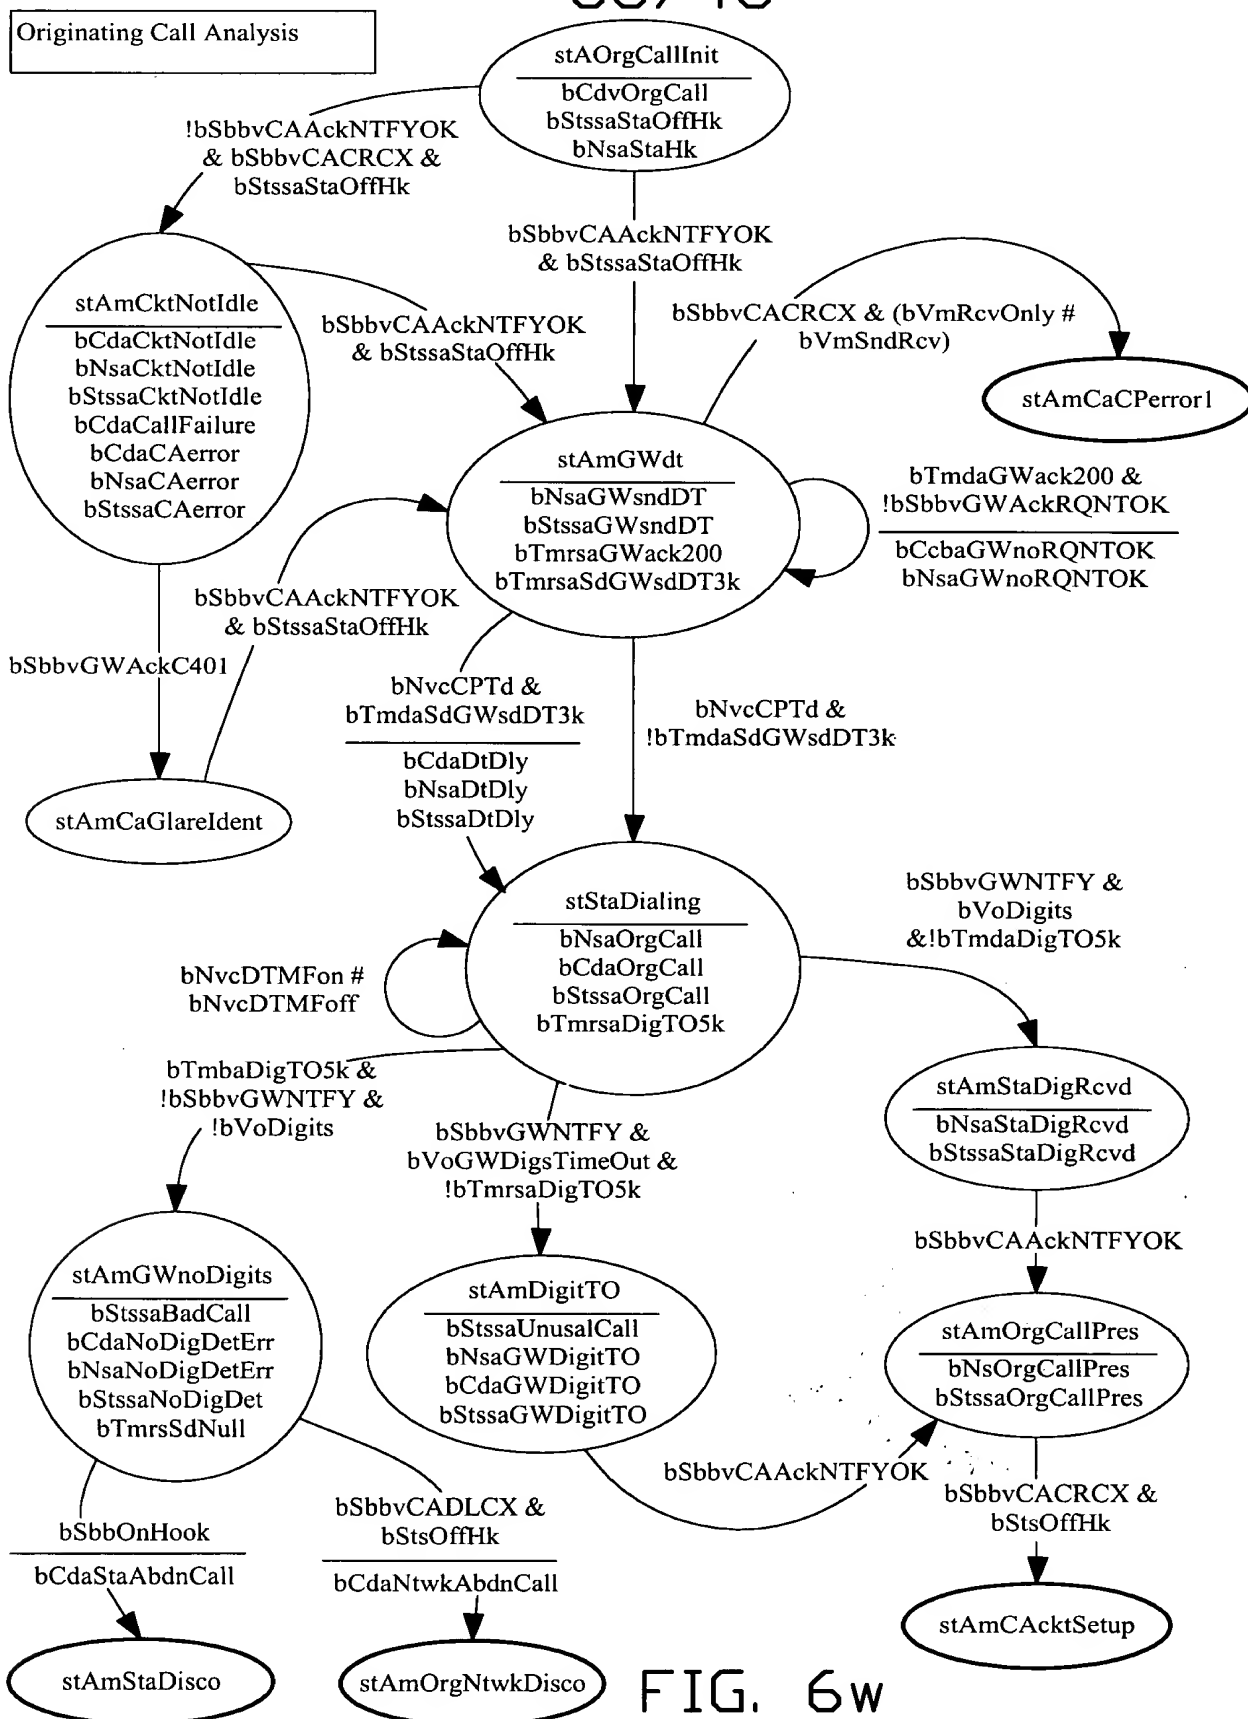 Originating Call Analysis
stAOrgCallInit
bCdvOrgCall
bStssaStaOffHk
bNsaStaHk
!bSbbvCAAckNTFYOK
& bSbbvCACRCX &
bStssaStaOffHk
bSbbvCAAckNTFYOK
& bStssaStaOffHk
stAmCktNotIdle
bCdaCktNotIdle
bNsaCktNotIdle
bStssaCktNotIdle
bCdaCallFailure
bCdaCAerror
bNsaCAerror
bStssaCAerror
bSbbvCAAckNTFYOK
& bStssaStaOffHk
bSbbvCACRCX & (bVmRcvOnly #
bVmSndRcv)
stAmCaCPerror1
stAmGWdt
bNsaGWsndDT
bStssaGWsndDT
bTmrsaGWack200
bTmrsaSdGWsdDT3k
bTmdaGWack200 &
!bSbbvGWAckRQNTOK
bCcbaGWnoRQNTOK
bNsaGWnoRQNTOK
bSbbvCAAckNTFYOK
& bStssaStaOffHk
bSbbvGWAckC401
bNvcCPTd &
bTmdaSdGWsdDT3k
bCdaDtDly
bNsaDtDly
bStssaDtDly
bNvcCPTd &
!bTmdaSdGWsdDT3k
stAmCaGlareIdent
stStaDialing
bNsaOrgCall
bCdaOrgCall
bStssaOrgCall
bTmrsaDigTO5k
bNvcDTMFon #
bNvcDTMFoff
bSbbvGWNTFY &
bVoDigits
&!bTmdaDigTO5k
bTmbaDigTO5k &
!bSbbvGWNTFY &
!bVoDigits
bSbbvGWNTFY &
bVoGWDigsTimeOut &
!bTmrsaDigTO5k
stAmStaDigRcvd
bNsaStaDigRcvd
bStssaStaDigRcvd
bSbbvCAAckNTFYOK
stAmGWnoDigits
bStssaBadCall
bCdaNoDigDetErr
bNsaNoDigDetErr
bStssaNoDigDet
bTmrsSdNull
stAmDigitTO
bStssaUnusalCall
bNsaGWDigitTO
bCdaGWDigitTO
bStssaGWDigitTO
stAmOrgCallPres
bNsOrgCallPres
bStssaOrgCallPres
bSbbvCAAckNTFYOK
bSbbOnHook
bCdaStaAbdnCall
bSbbvCADLCX &
bStsOffHk
bCdaNtwkAbdnCall
bSbbvCACRCX &
bStsOffHk
stAmCAcktSetup
stAmStaDisco
stAmOrgNtwkDisco
FIG. 6w